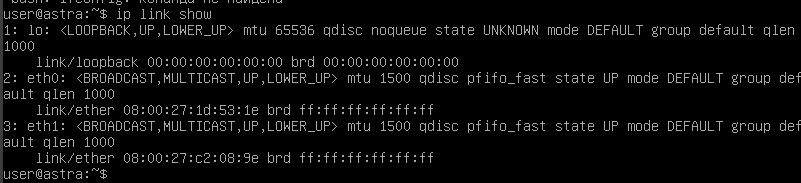 bash: ifconfig: команда не найдена
user@astra:~$ ip link show
1: lo: <LOOPBACK,UP,LOWER_UP> mtu 65536 qdisc noqueue state UNKNOWN mode DEFAULT group default qlen
1000
    link/loopback 00:00:00:00:00:00 brd 00:00:00:00:00:00
2: eth0: <BROADCAST,MULTICAST,UP,LOWER_UP> mtu 1500 qdisc pfifo_fast state UP mode DEFAULT group def
ault qlen 1000
    link/ether 08:00:27:1d:53:1e brd ff:ff:ff:ff:ff:ff
3: eth1: <BROADCAST,MULTICAST,UP,LOWER_UP> mtu 1500 qdisc pfifo_fast state UP mode DEFAULT group def
ault qlen 1000
    link/ether 08:00:27:c2:08:9e brd ff:ff:ff:ff:ff:ff
user@astra:~$